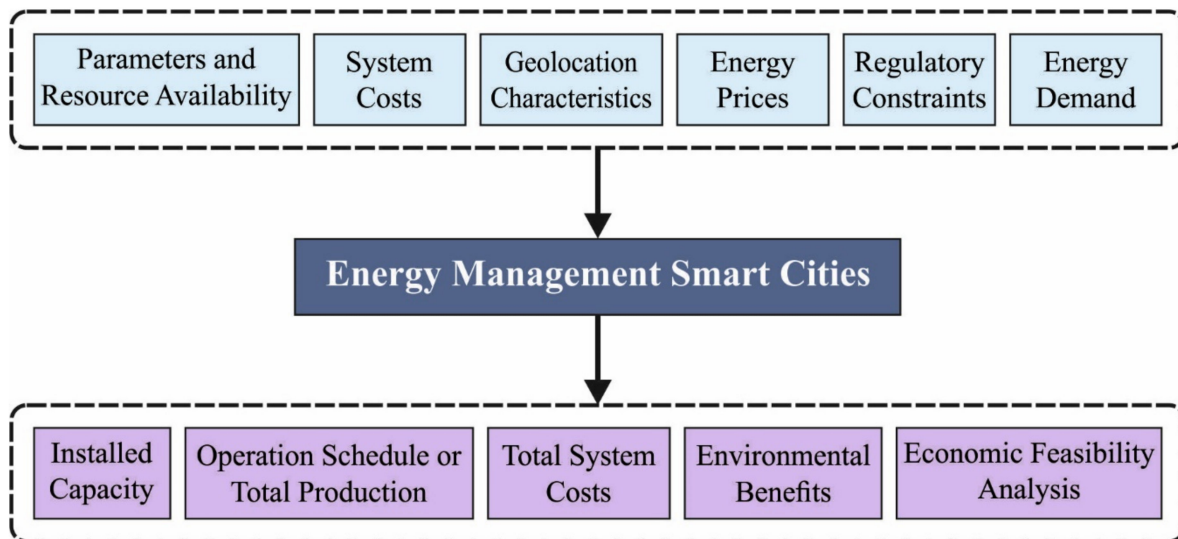 Parameters and
Resource Availability
System
Costs
Geolocation
Characteristics
Energy
Prices
Regulatory
Constraints
Energy
Demand
Energy Management Smart Cities
Installed
Capacity
Operation Schedule or
Total Production
Total System
Costs
Environmental
Benefits
Economic Feasibility
Analysis